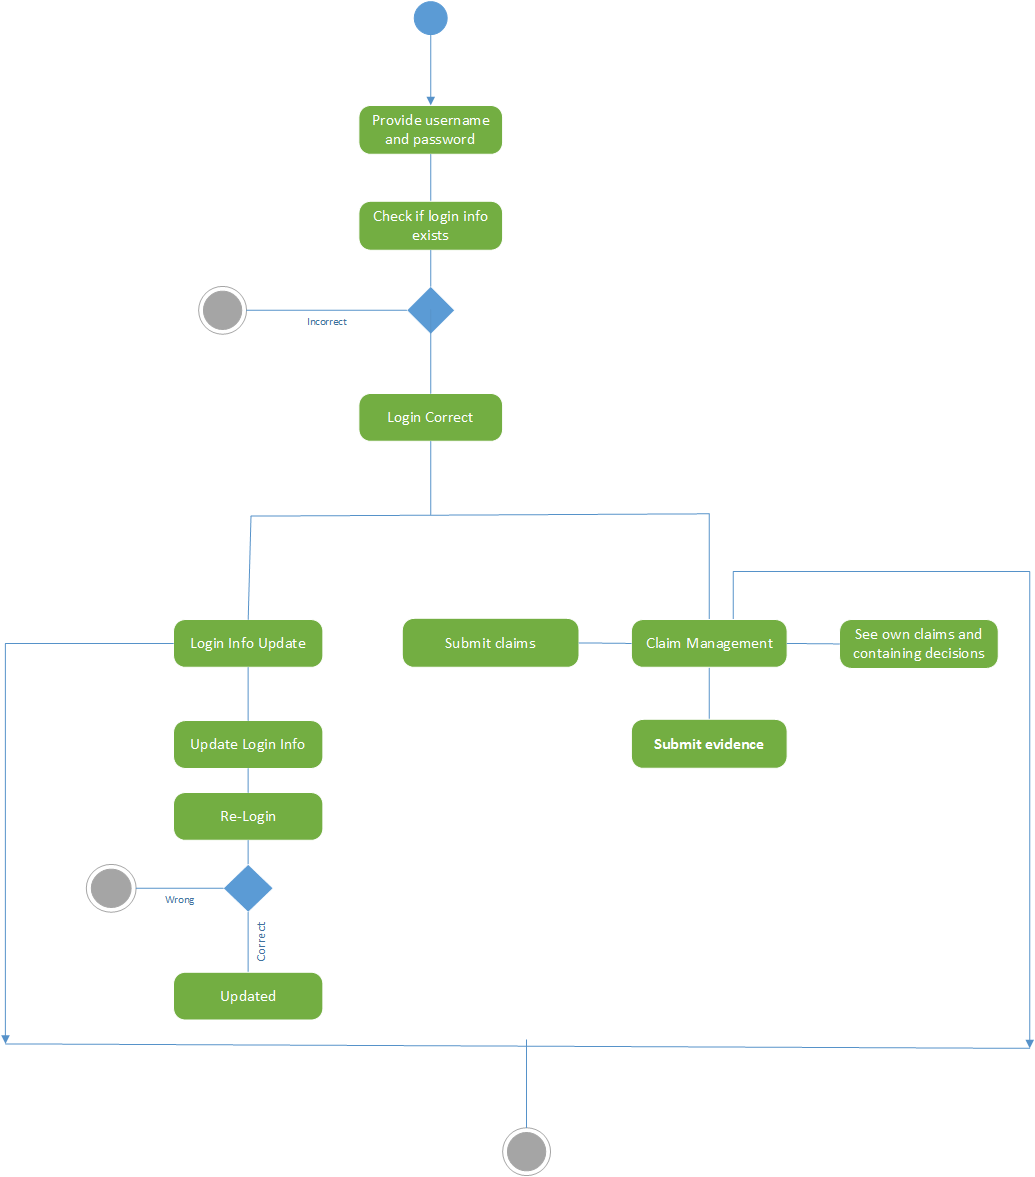 Provide username
and password
Check if login info
exists
Incorrect
Login Correct
Login Info Update
Submit claims
Claim Management
See own claims and
containing decisions
Update Login Info
Submit evidence
Re-Login
Wrong
Correct
Updated